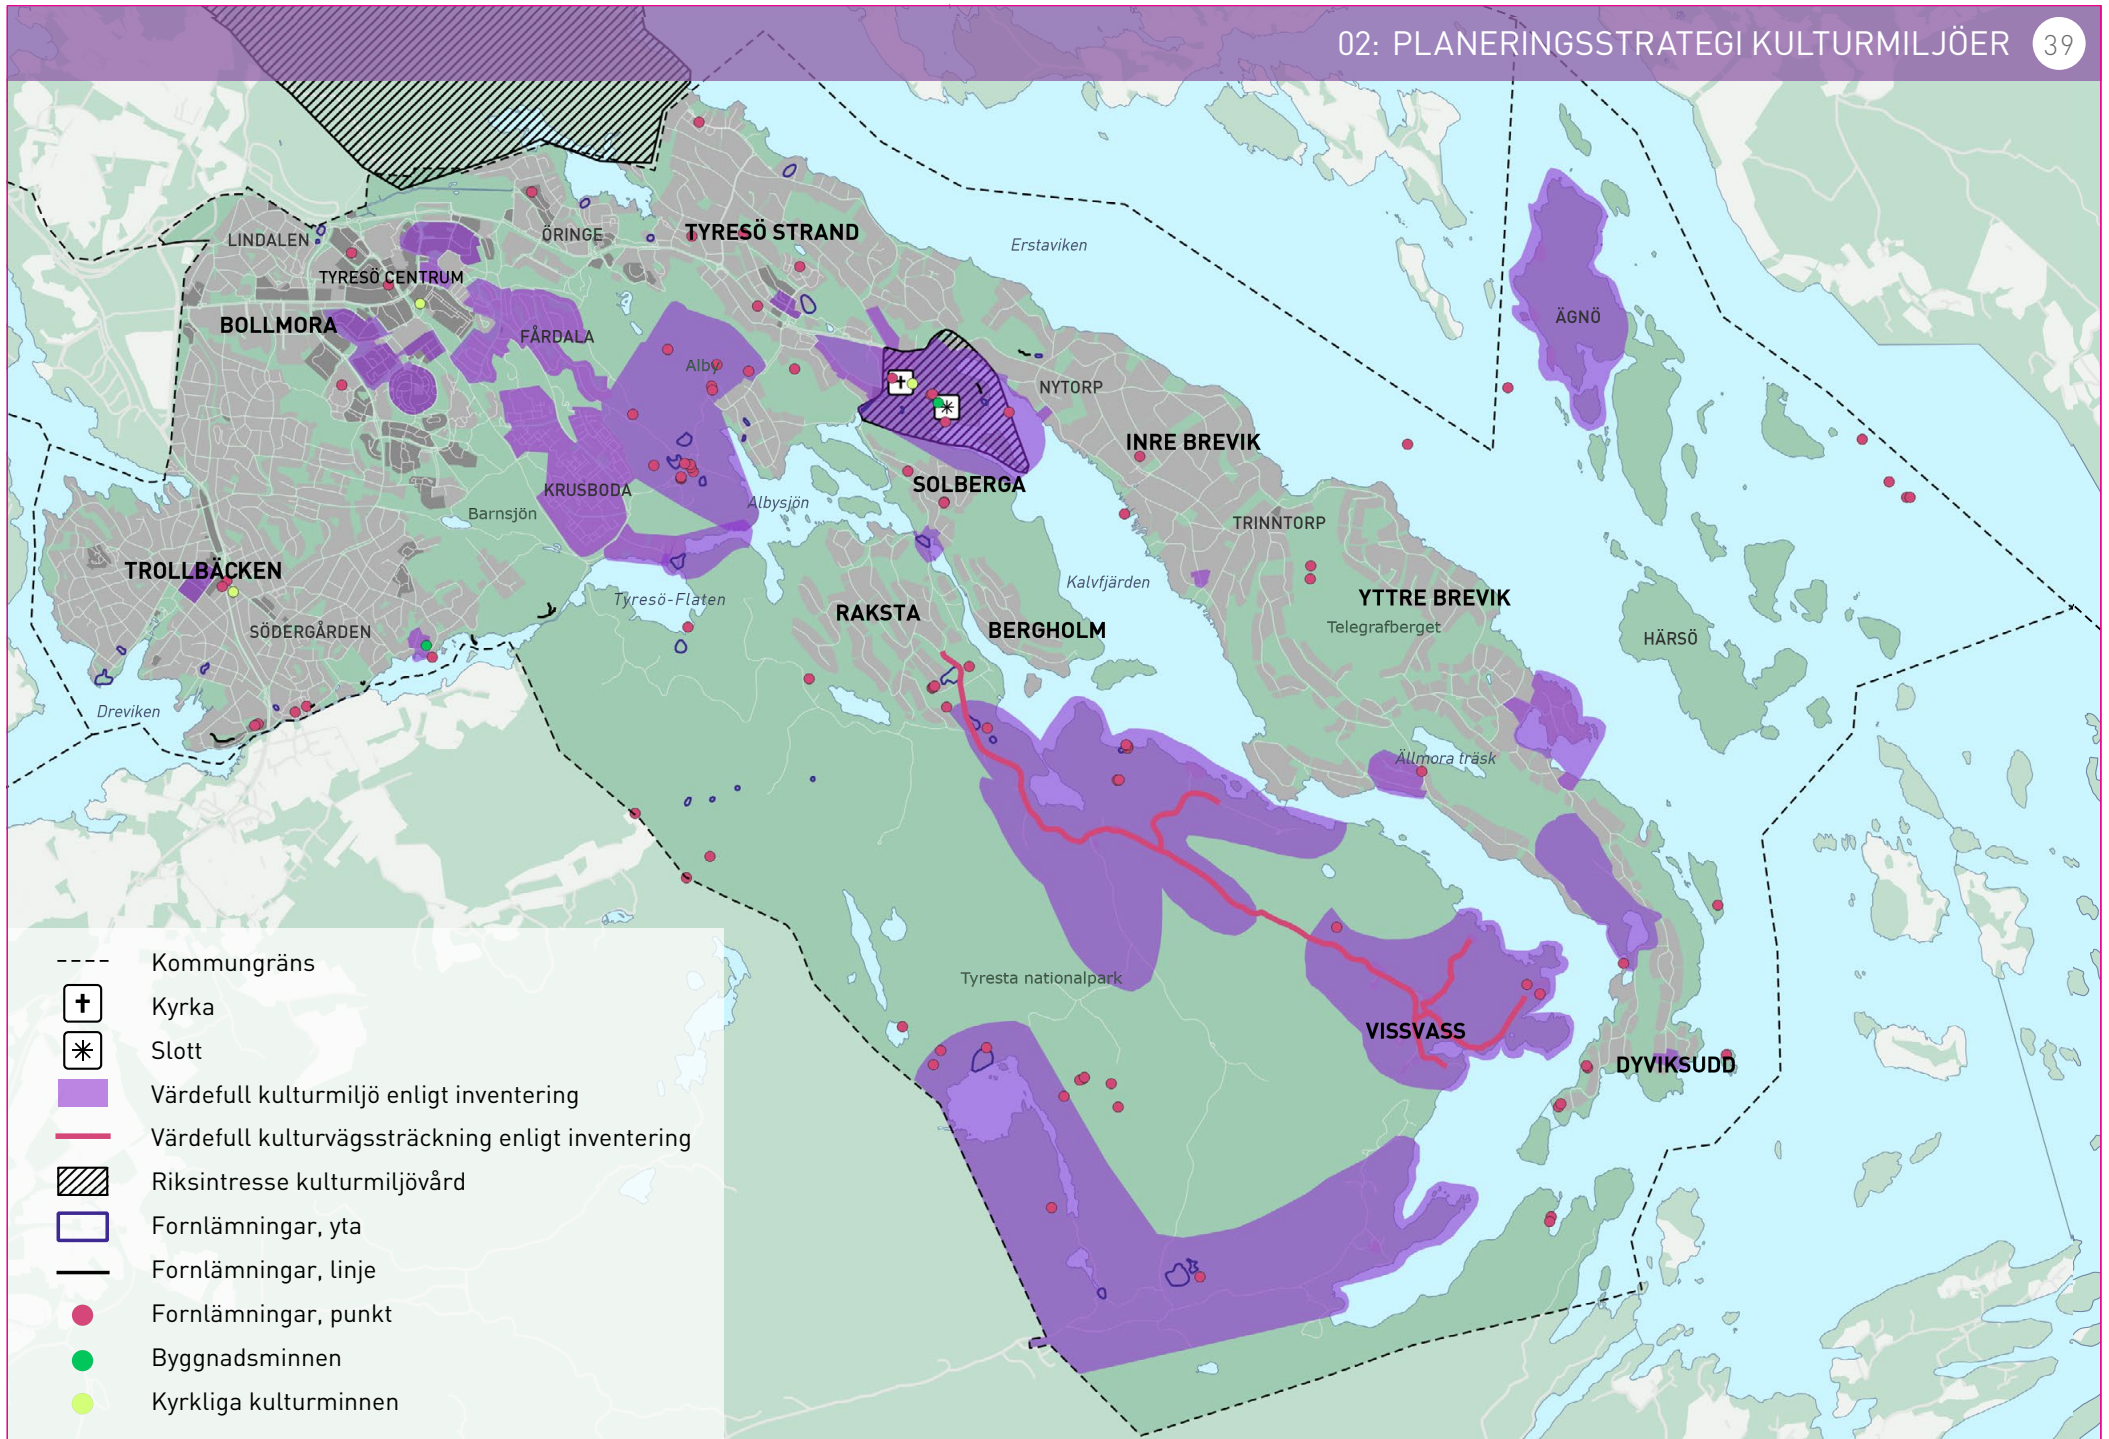 02: PLANERINGSSTRATEGI KULTURMILJÖER 39
LINDALEN
ÖRINGE
TYRESÖ STRAND
Erstaviken
TYRESÖ CENTRUM
BOLLMORA
FÅRDALA
ÄGNÖ
Alby
NYTORP
INRE BREVIK
KRUSBODA
SOLBERGA
Albysjön
Barnsjön
TRINNTORP
TROLLBÄCKEN
Kalvfjärden
Tyresö-Flaten
YTTRE BREVIK
RAKSTA
Telegrafberget
SÖDERGÅRDEN
BERGHOLM
HÄRSÖ
Dreviken
Ällmora träsk
Tyresta nationalpark
VISSVASS
DYVIKSUDD
Kommungräns
Kyrka
Slott
Värdefull kulturmiljö enligt inventering
Värdefull kulturvägssträckning enligt inventering
Riksintresse kulturmiljövård
Fornlämningar, yta
Fornlämningar, linje
Fornlämningar, punkt
Byggnadsminnen
Kyrkliga kulturminnen